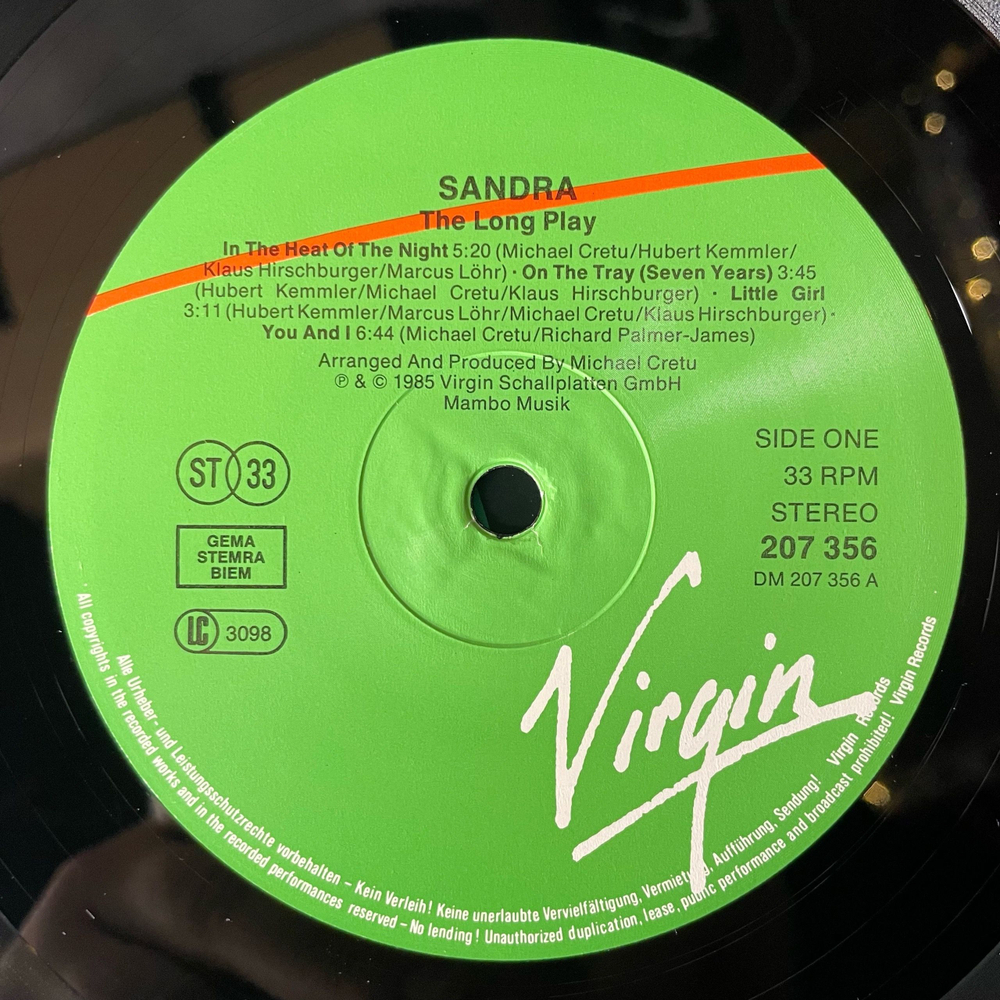 SANDRA
The Long Play
In The Heat Of The Night 5:20 (Michael Cretu/Hubert Kemmler/
Klaus Hirschburger/Marcus Löhr) · On The Tray (Seven Years) 3:45
(Hubert Kemmler/Michael Cretu/Klaus Hirschburger) · Little Girl
3:11 (Hubert Kemmler/Marcus Löhr/Michael Cretu/Klaus Hirschburger) ·
You And I 6:44 (Michael Cretu/Richard Palmer-James)
Arranged And Produced By Michael Cretu
℗ & © 1985 Virgin Schallplatten GmbH
Mambo Musik
ST 33
GEMA
STEMRA
BIEM
LC 3098
SIDE ONE
33 RPM
STEREO
207 356
DM 207 356 A
Virgin
Alle Urheber- und Leistungsschutzrechte vorbehalten – Kein Verleih! Keine unerlaubte Vervielfältigung, Vermietung, Aufführung, Sendung! Virgin Records
All copyrights in the recorded works and in the recorded performances reserved – No lending! Unauthorized duplication, lease, public performance and broadcast prohibited! Virgin Records